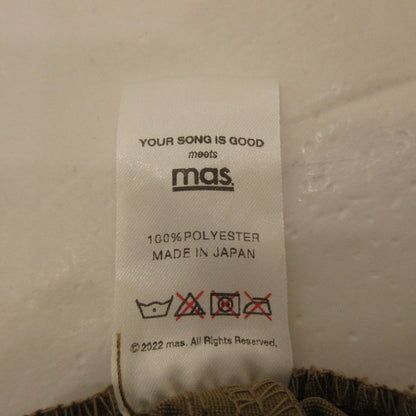 YOUR SONG IS GOOD
meets
mas.
100% POLYESTER
MADE IN JAPAN
©2022 mas. All Rights Reserved.